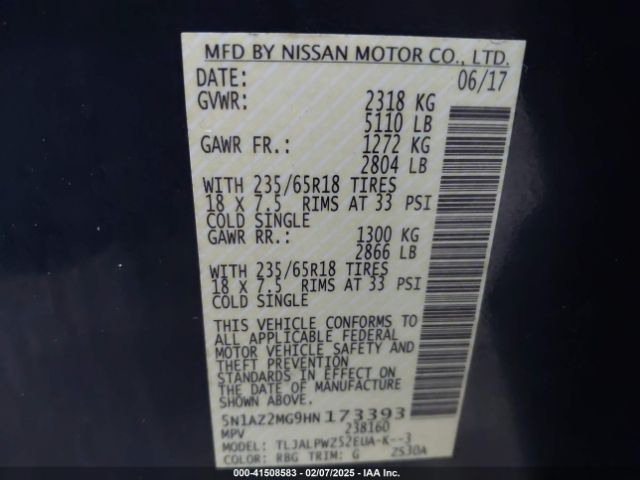 MFD BY NISSAN MOTOR CO., LTD.
DATE: 06/17
GVWR: 2318 KG
5110 LB
GAWR FR.: 1272 KG
2804 LB
WITH 235/65R18 TIRES
18 X 7.5 RIMS AT 33 PSI
COLD SINGLE
GAWR RR.: 1300 KG
2866 LB
WITH 235/65R18 TIRES
18 X 7.5 RIMS AT 33 PSI
COLD SINGLE
THIS VEHICLE CONFORMS TO
ALL APPLICABLE FEDERAL
MOTOR VEHICLE SAFETY AND
THEFT PREVENTION
STANDARDS IN EFFECT ON
THE DATE OF MANUFACTURE
SHOWN ABOVE.
5N1AZ2MG9HN173393
MPV 238160
MODEL: TLJALPWZ52EUA-K--3
COLOR: RBG TRIM: G ZS30A
000-41508583 — 02/07/2025 — IAA Inc.